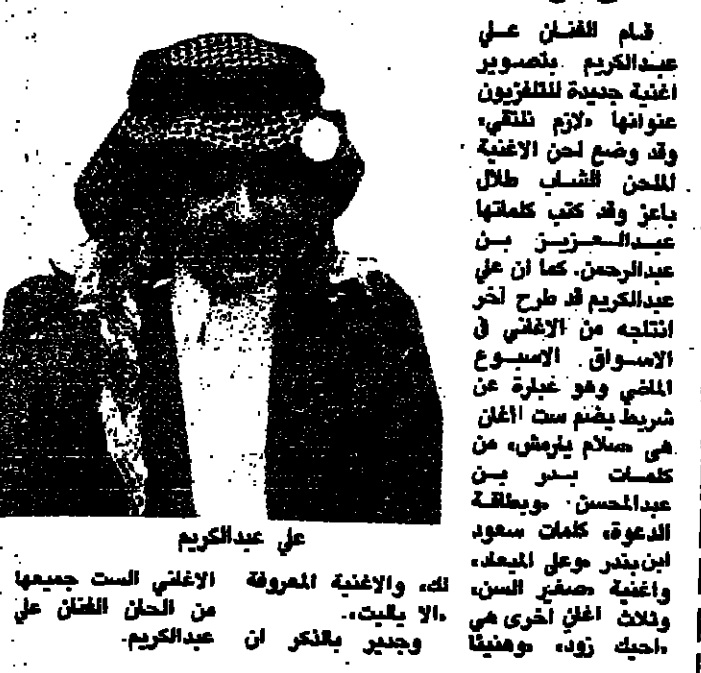 قام الفنان علي
عبدالكريم بتصوير
اغنية جديدة للتلفزيون
عنوانها «لازم نلتقي»
وقد وضع لحن الاغنية
الملحن الشاب طلال
باعز وقد كتب كلماتها
عبدالعزيز بن
عبدالرحمن. كما ان علي
عبدالكريم قد طرح آخر
انتاجه من الاغاني في
الاسواق الاسبوع
الماضي وهو عبارة عن
شريط يضم ست اغان
هي «سلام يارمش» من
كلمات بدر بن
عبدالمحسن «وبطاقة
الدعوة» كلمات سعود
ابن بندر «وعلى الميعاد»
واغنية «صغير السن»
وثلاث اغان اخرى هي
«احبك زود» «وهنيئا
لك» والاغنية المعروفة
«الا ياليت».
وجدير بالذكر ان
الاغاني الست جميعها
من الحان الفنان علي
عبدالكريم.
علي عبدالكريم